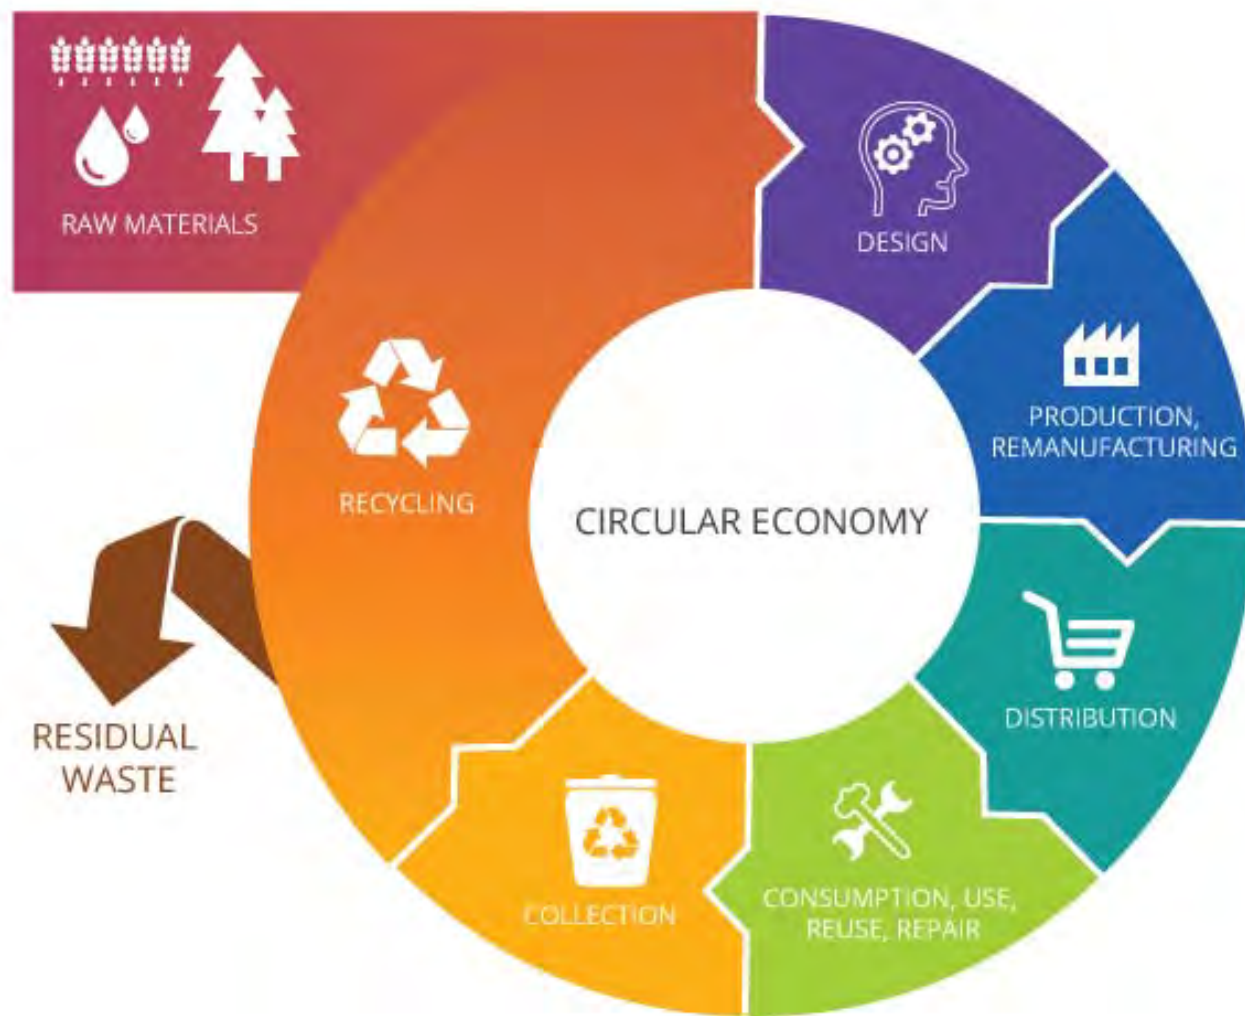 RAW MATERIALS
DESIGN
PRODUCTION,
REMANUFACTURING
RECYCLING
CIRCULAR ECONOMY
DISTRIBUTION
RESIDUAL
WASTE
CONSUMPTION, USE,
REUSE, REPAIR
COLLECTION